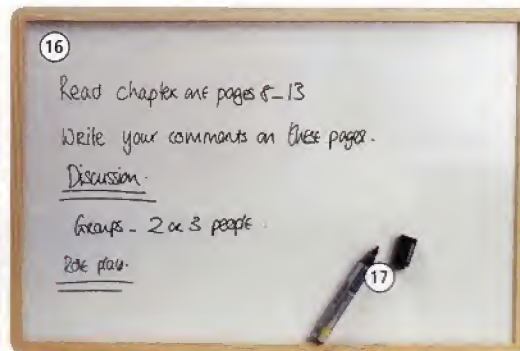 16
Read chapter one pages 8-13
Write your comments on these pages.
Discussion.
Groups - 2 or 3 people.
Role play.
17